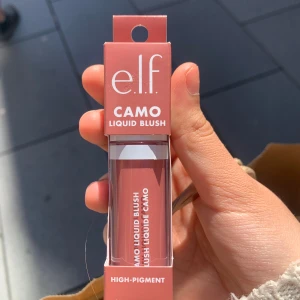 e.l.f.
CAMO
LIQUID BLUSH
CAMO LIQUID BLUSH
BLUSH LIQUIDE CAMO
HIGH-PIGMENT